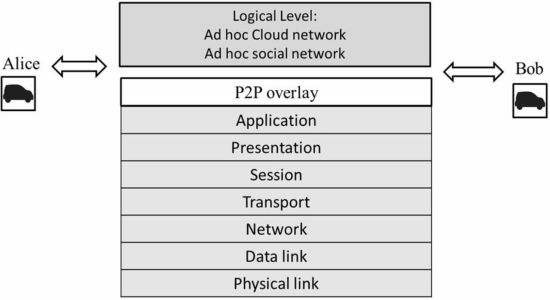 Logical Level:
Ad hoc Cloud network
Ad hoc social network
Alice
Bob
P2P overlay
Application
Presentation
Session
Transport
Network
Data link
Physical link